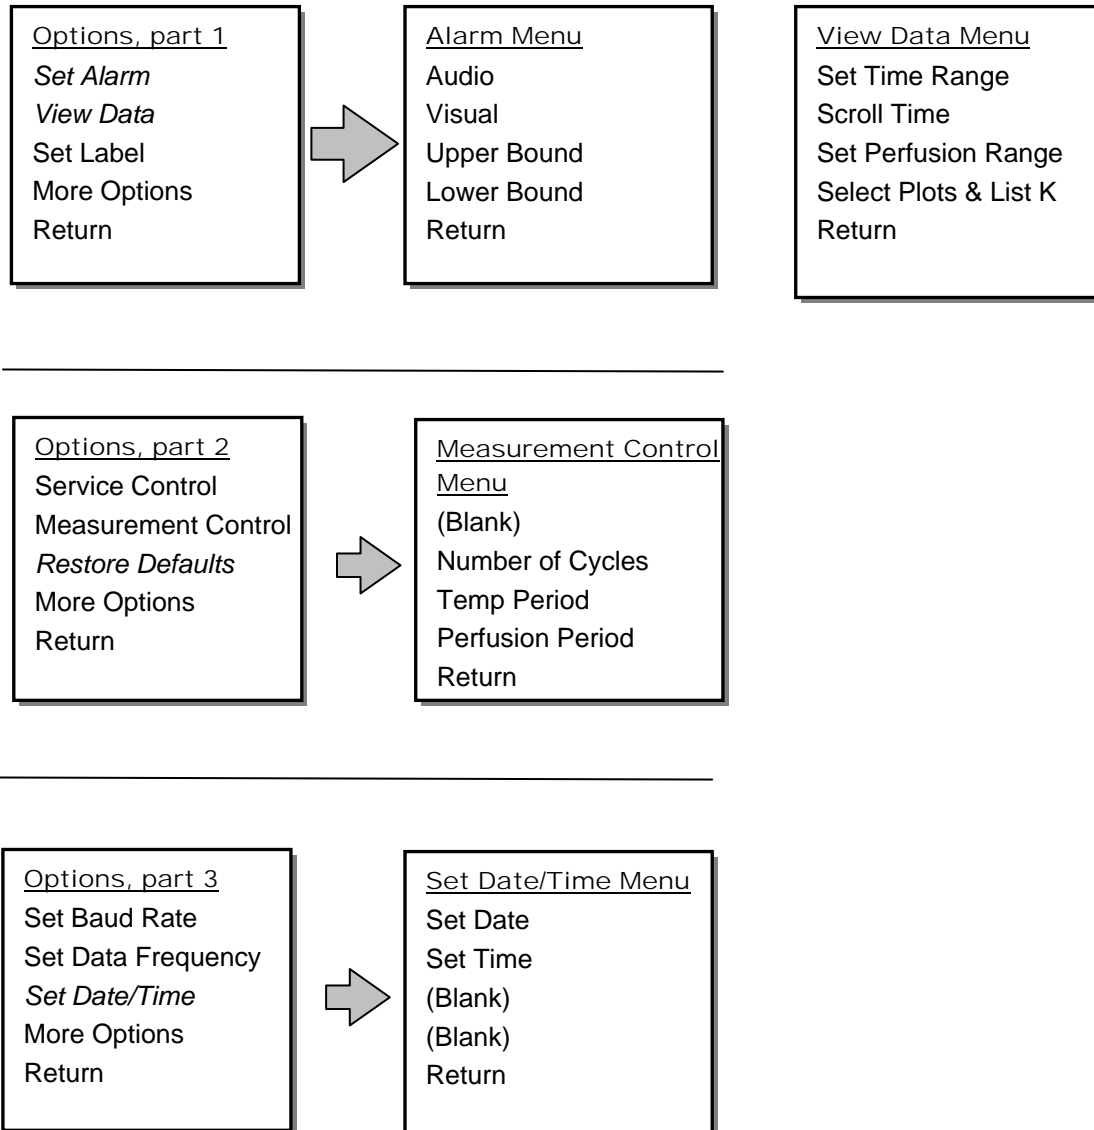 Options, part 1
Set Alarm
View Data
Set Label
More Options
Return
Alarm Menu
Audio
Visual
Upper Bound
Lower Bound
Return
View Data Menu
Set Time Range
Scroll Time
Set Perfusion Range
Select Plots & List K
Return
Options, part 2
Service Control
Measurement Control
Restore Defaults
More Options
Return
Measurement Control
Menu
(Blank)
Number of Cycles
Temp Period
Perfusion Period
Return
Options, part 3
Set Baud Rate
Set Data Frequency
Set Date/Time
More Options
Return
Set Date/Time Menu
Set Date
Set Time
(Blank)
(Blank)
Return